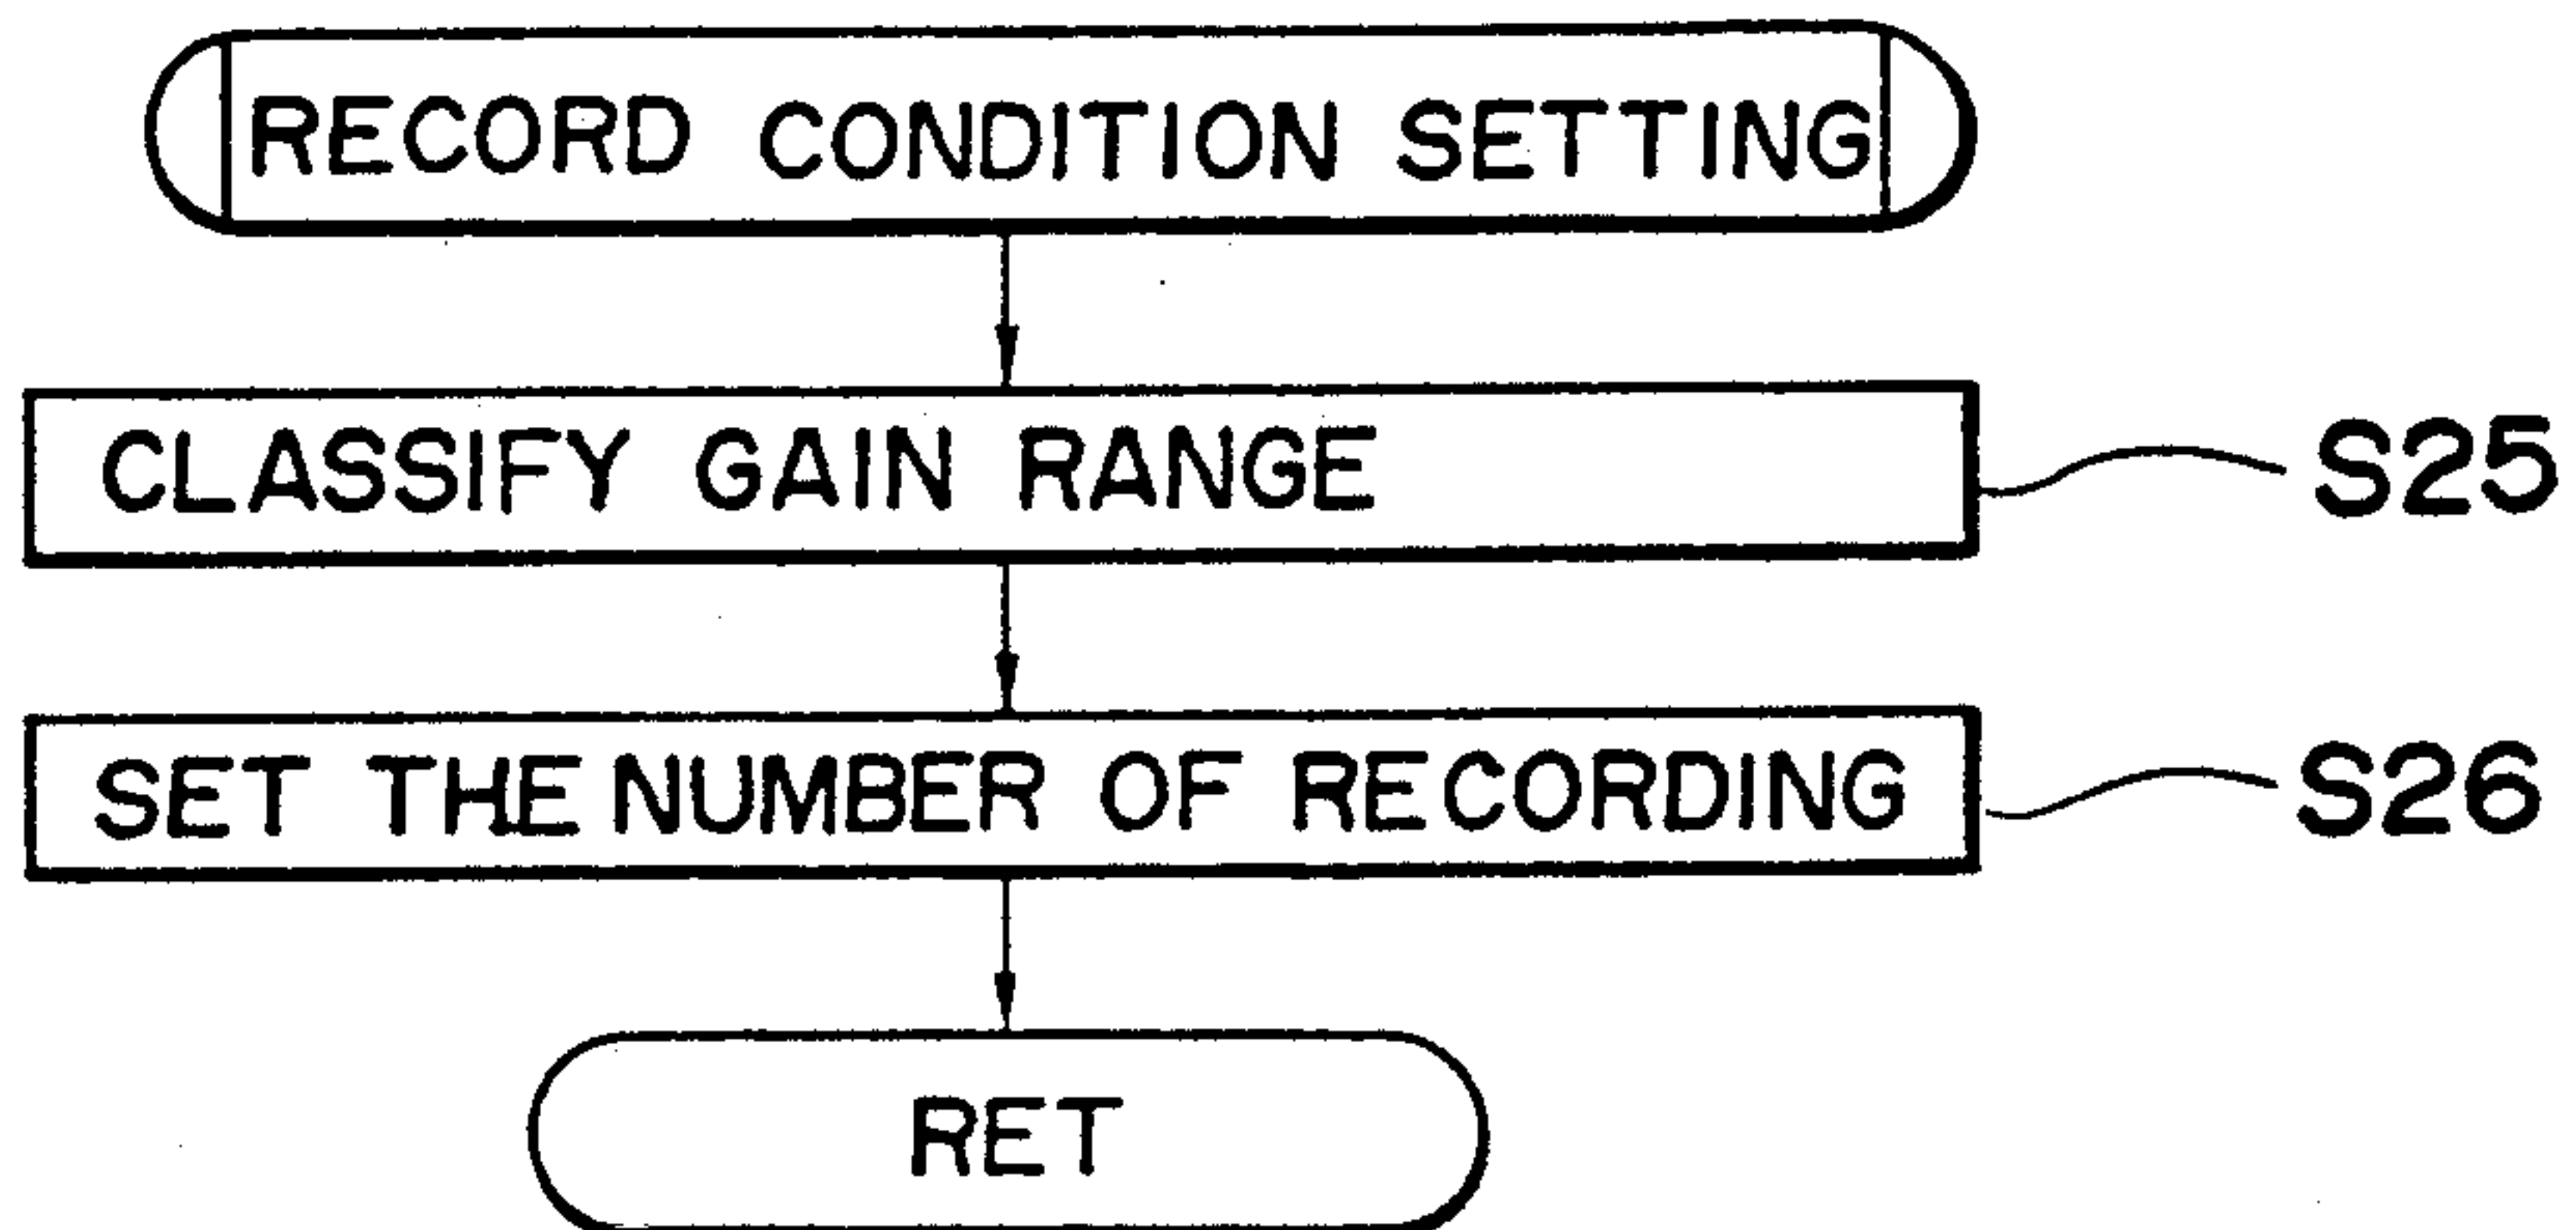 RECORD CONDITION SETTING
CLASSIFY GAIN RANGE
S25
SET THE NUMBER OF RECORDING
S26
RET